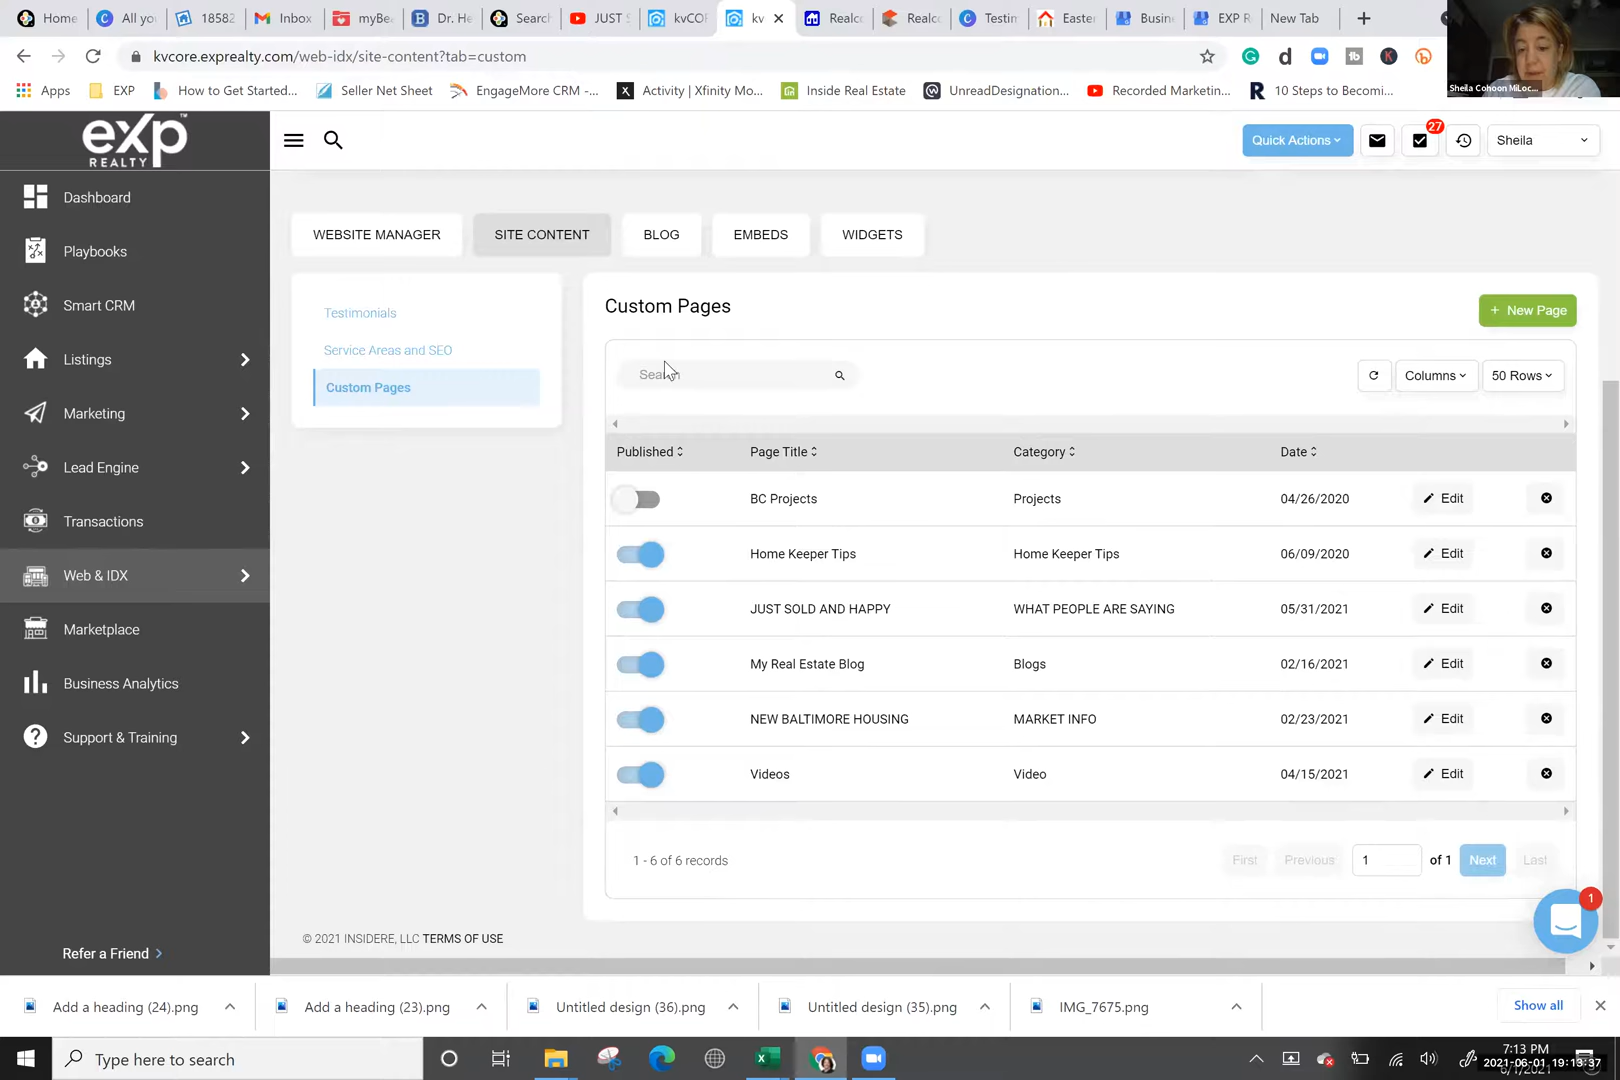 Home
All you
18582
Inbox
myBe
Dr. He
Search
JUST S
kvCOF
kv
Realco
Realco
Testim
Easter
Busin
EXP R
New Tab
kvcore.exprealty.com/web-idx/site-content?tab=custom
Sheila Cohoon MiLoc...
Apps
EXP
How to Get Started...
Seller Net Sheet
EngageMore CRM -...
Activity | Xfinity Mo...
Inside Real Estate
UnreadDesignation...
Recorded Marketin...
10 Steps to Becomi...
eXp
REALTY
Quick Actions
27
Sheila
Dashboard
Playbooks
Smart CRM
Listings
Marketing
Lead Engine
Transactions
Web & IDX
Marketplace
Business Analytics
Support & Training
Refer a Friend
WEBSITE MANAGER
SITE CONTENT
BLOG
EMBEDS
WIDGETS
Testimonials
Service Areas and SEO
Custom Pages
Custom Pages
+ New Page
Search
Columns
50 Rows
Published Page Title Category Date
BC Projects Projects 04/26/2020 Edit
Home Keeper Tips Home Keeper Tips 06/09/2020 Edit
JUST SOLD AND HAPPY WHAT PEOPLE ARE SAYING 05/31/2021 Edit
My Real Estate Blog Blogs 02/16/2021 Edit
NEW BALTIMORE HOUSING MARKET INFO 02/23/2021 Edit
Videos Video 04/15/2021 Edit
1 - 6 of 6 records
First Previous 1 of 1 Next Last
1
© 2021 INSIDERE, LLC TERMS OF USE
Add a heading (24).png
Add a heading (23).png
Untitled design (36).png
Untitled design (35).png
IMG_7675.png
Show all
Type here to search
7:13 PM
2021-06-01 19:13:37